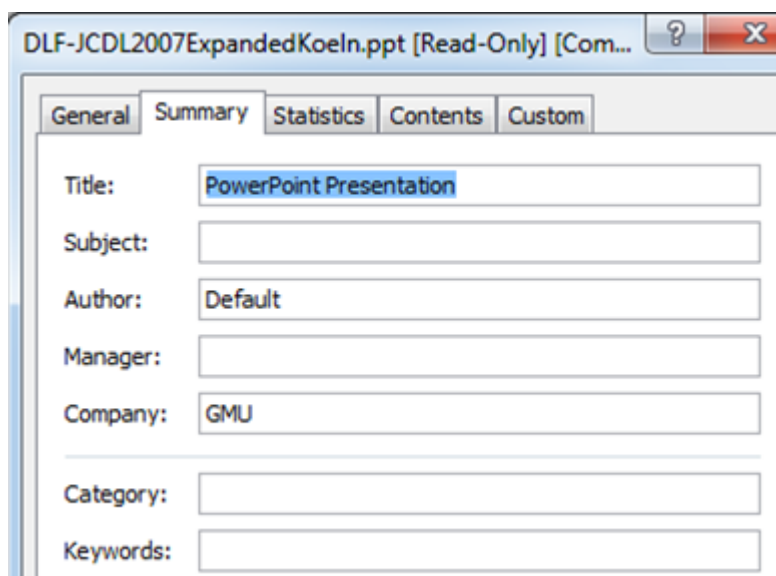 DLF-JCDL2007ExpandedKoeln.ppt [Read-Only] [Com...
General Summary Statistics Contents Custom
Title: PowerPoint Presentation
Subject:
Author: Default
Manager:
Company: GMU
Category:
Keywords: